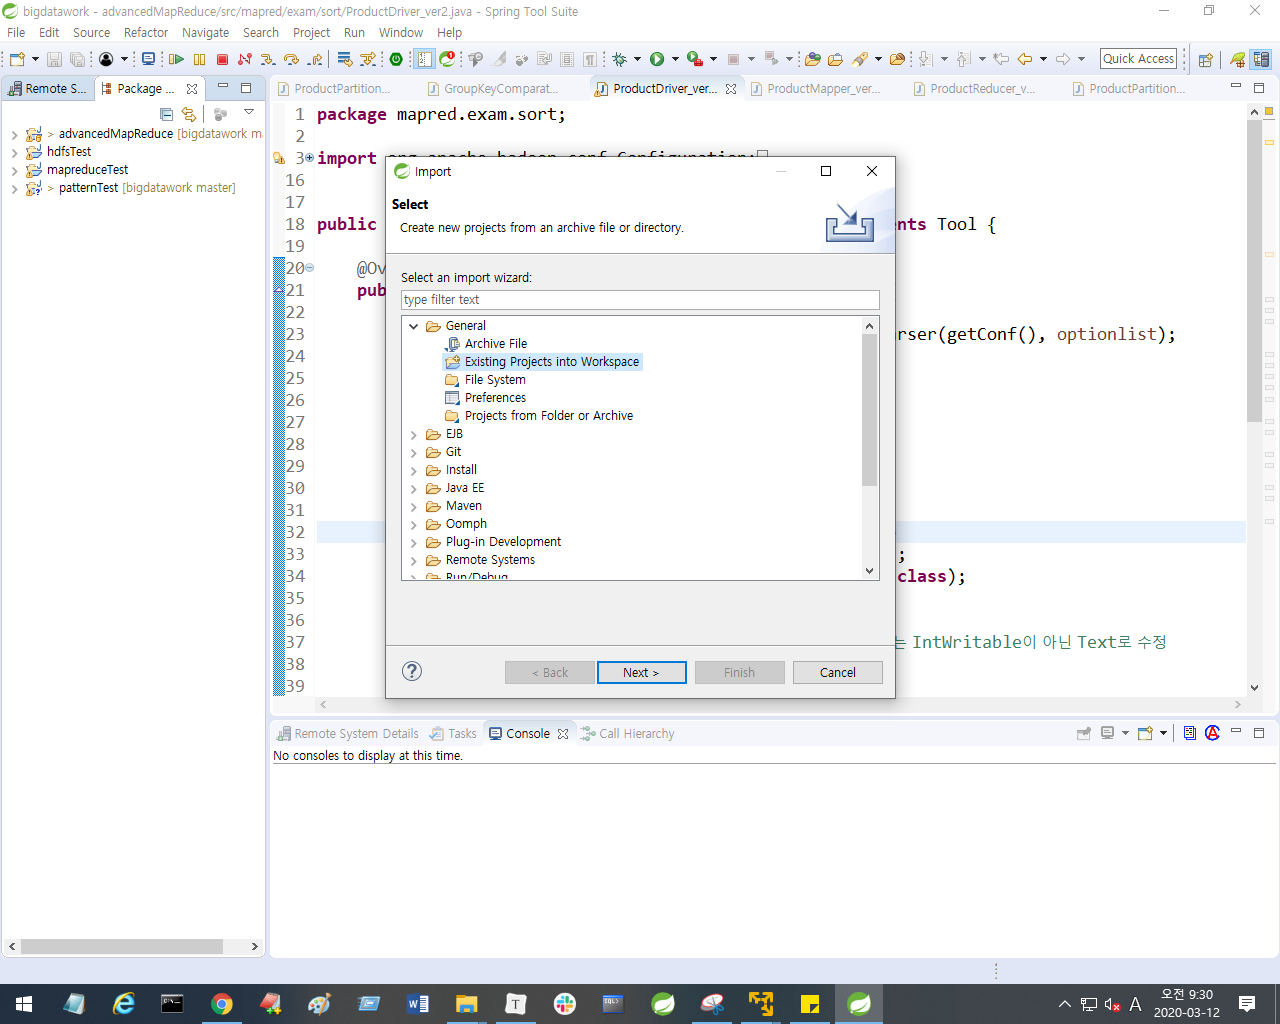 bigdatawork - advancedMapReduce/src/mapred/exam/sort/ProductDriver_ver2.java - Spring Tool Suite
File Edit Source Refactor Navigate Search Project Run Window Help
Quick Access
Remote S... Package ...
ProductPartition... GroupKeyComparat... ProductDriver_ver... ProductMapper_ver... ProductReducer_v... ProductPartition...
> advancedMapReduce [bigdatawork m
hdfsTest
mapreduceTest
> patternTest [bigdatawork master]
1 package mapred.exam.sort;
2
3 import org.apache.hadoop.conf.Configuration;
16
17
18 public nts Tool {
19
20 @Ov
21 pub
22
23 rser(getConf(), optionlist);
24
25
26
27
28
29
30
31
32
33 ;
34 class);
35
36
37 는 IntWritable이 아닌 Text로 수정
38
39
Import
Select
Create new projects from an archive file or directory.
Select an import wizard:
type filter text
General
Archive File
Existing Projects into Workspace
File System
Preferences
Projects from Folder or Archive
EJB
Git
Install
Java EE
Maven
Oomph
Plug-in Development
Remote Systems
Run/Debug
< Back Next > Finish Cancel
Remote System Details Tasks Console Call Hierarchy
No consoles to display at this time.
A 오전 9:30
2020-03-12